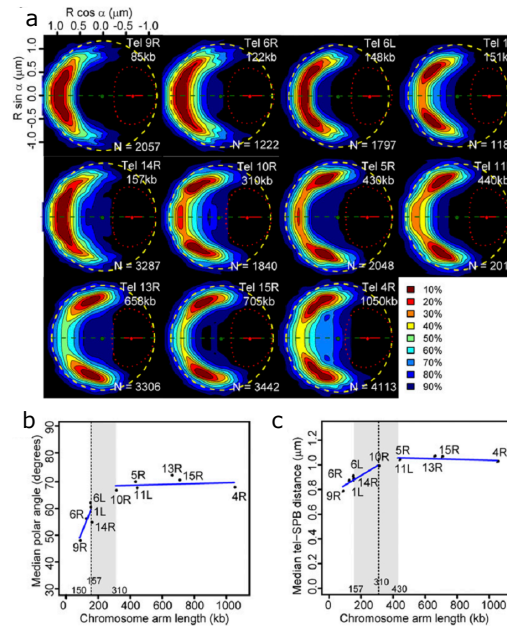 R cos α (μm)
1.0 0.0 -1.0
a
R sin α (μm)
1.0
0.5
0.0
-0.5
-1.0
Tel 9R
85kb
N = 2057
Tel 6R
122kb
N = 1222
Tel 6L
148kb
N = 1797
Tel 1
151k
N = 118
Tel 14R
157kb
N = 3287
Tel 10R
310kb
N = 1840
Tel 5R
430kb
N = 2048
Tel 11
440kb
N = 201
Tel 13R
658kb
N = 3306
Tel 15R
705kb
N = 3442
Tel 4R
1050kb
N = 4113
10%
20%
30%
40%
50%
60%
70%
80%
90%
b
Median polar angle (degrees)
90
80
70
60
50
40
30
6R
9R
6L
1L
14R
10R
5R
11L
13R
15R
4R
150
157
310
0 200 400 600 800 1000
Chromosome arm length (kb)
c
Median tel−SPB distance (μm)
1.4
1.2
1.0
0.8
0.6
0.4
0.2
0.0
6R
9R
6L
1L
14R
10R
5R
11L
13R
15R
4R
157
310
430
0 200 400 600 800 1000
Chromosome arm length (kb)